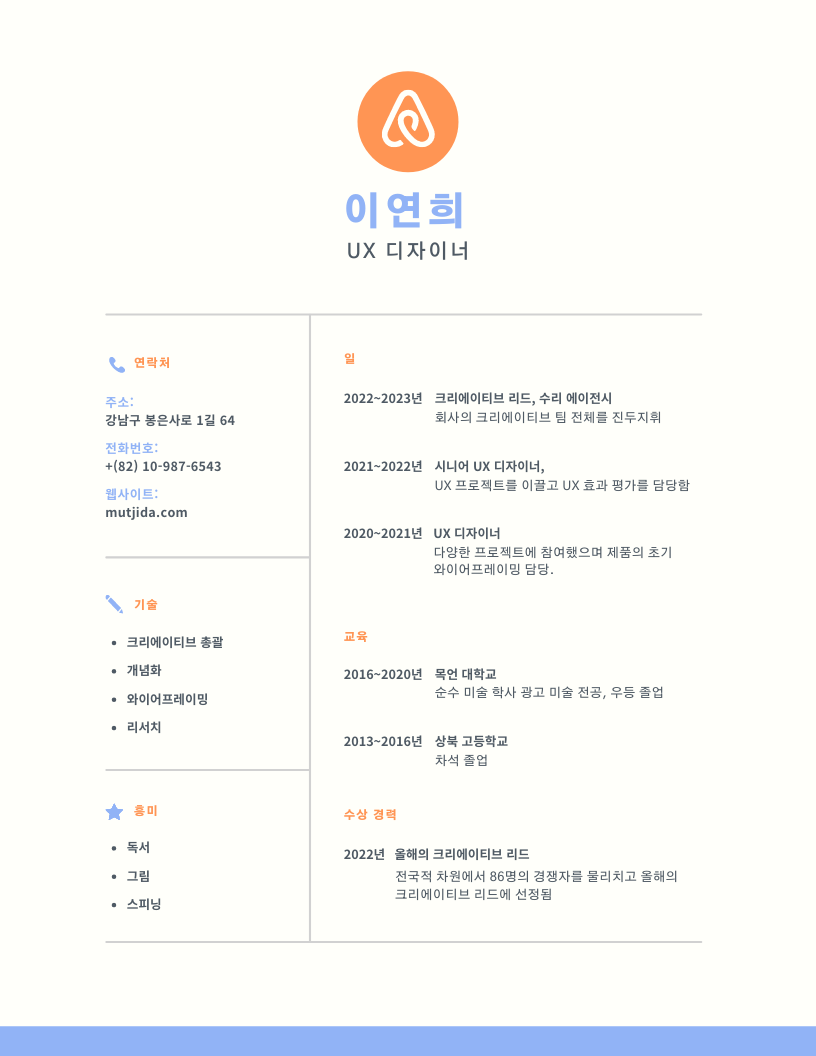 이연희
UX 디자이너
연락처
주소:
강남구 봉은사로 1길 64
전화번호:
+(82) 10-987-6543
웹사이트:
mutjida.com
기술
크리에이티브 총괄
개념화
와이어프레이밍
리서치
흥미
독서
그림
스피닝
일
2022~2023년 크리에이티브 리드, 수리 에이전시
회사의 크리에이티브 팀 전체를 진두지휘
2021~2022년 시니어 UX 디자이너,
UX 프로젝트를 이끌고 UX 효과 평가를 담당함
2020~2021년 UX 디자이너
다양한 프로젝트에 참여했으며 제품의 초기
와이어프레이밍 담당.
교육
2016~2020년 목언 대학교
순수 미술 학사 광고 미술 전공, 우등 졸업
2013~2016년 상북 고등학교
차석 졸업
수상 경력
2022년 올해의 크리에이티브 리드
전국적 차원에서 86명의 경쟁자를 물리치고 올해의
크리에이티브 리드에 선정됨